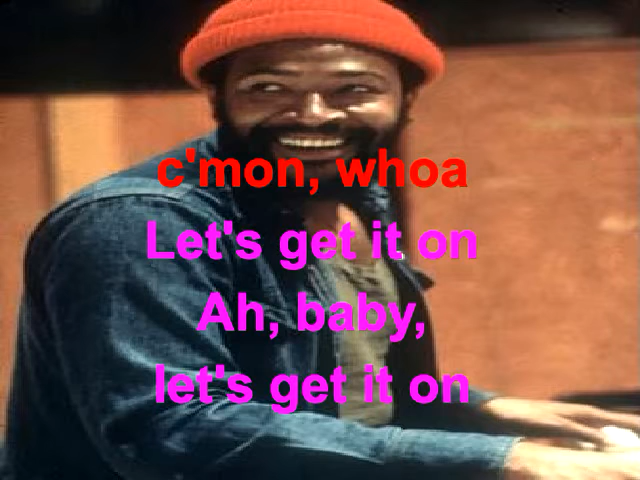 c'mon, whoa
Let's get it on
Ah, baby,
let's get it on